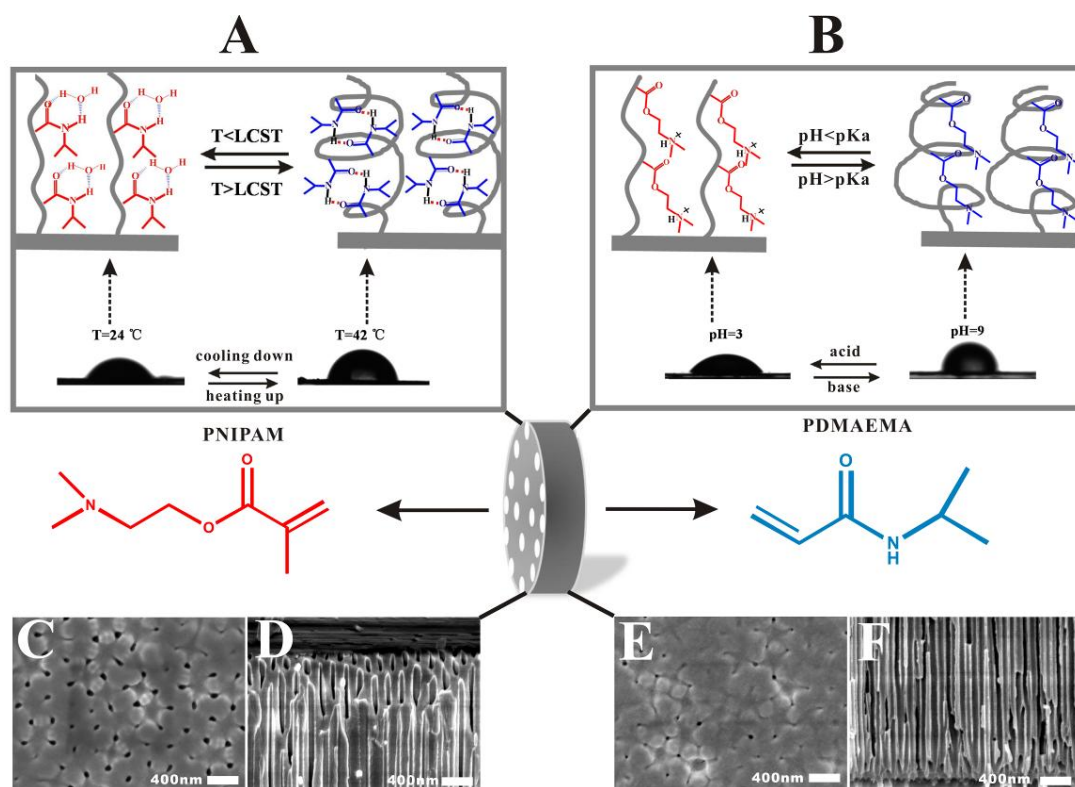 A
B
H
H
H
H
O
O
O
O
O
H
H
N
N
H
H
H
H
O
O
O
O
H
H
N
N
T<LCST
T>LCST
O
H
N
N
H
O
O
H
N
N
H
O
O
H
N
N
H
O
O
H
N
N
H
O
O
O
O
O
O
O
O
O
N
N
N
N
H
H
H
H
+
+
+
+
pH<pKa
pH>pKa
O
O
O
O
N
N
O
O
O
O
N
N
T=24 ℃
T=42 ℃
pH=3
pH=9
cooling down
heating up
acid
base
PNIPAM
PDMAEMA
N
O
O
O
N
H
C
D
E
F
400nm
400nm
400nm
400nm